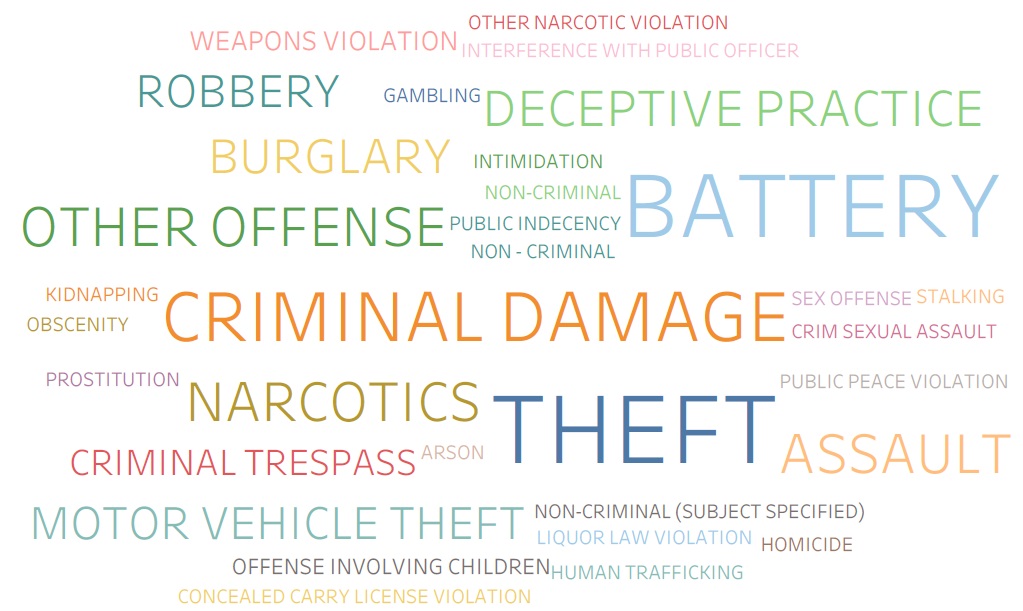 OTHER NARCOTIC VIOLATION
WEAPONS VIOLATION
INTERFERENCE WITH PUBLIC OFFICER
ROBBERY
GAMBLING
DECEPTIVE PRACTICE
BURGLARY
INTIMIDATION
NON-CRIMINAL
BATTERY
OTHER OFFENSE
PUBLIC INDECENCY
NON - CRIMINAL
KIDNAPPING
CRIMINAL DAMAGE
SEX OFFENSE
STALKING
OBSCENITY
CRIM SEXUAL ASSAULT
PROSTITUTION
NARCOTICS
THEFT
PUBLIC PEACE VIOLATION
CRIMINAL TRESPASS
ARSON
ASSAULT
MOTOR VEHICLE THEFT
NON-CRIMINAL (SUBJECT SPECIFIED)
LIQUOR LAW VIOLATION
HOMICIDE
OFFENSE INVOLVING CHILDREN
HUMAN TRAFFICKING
CONCEALED CARRY LICENSE VIOLATION